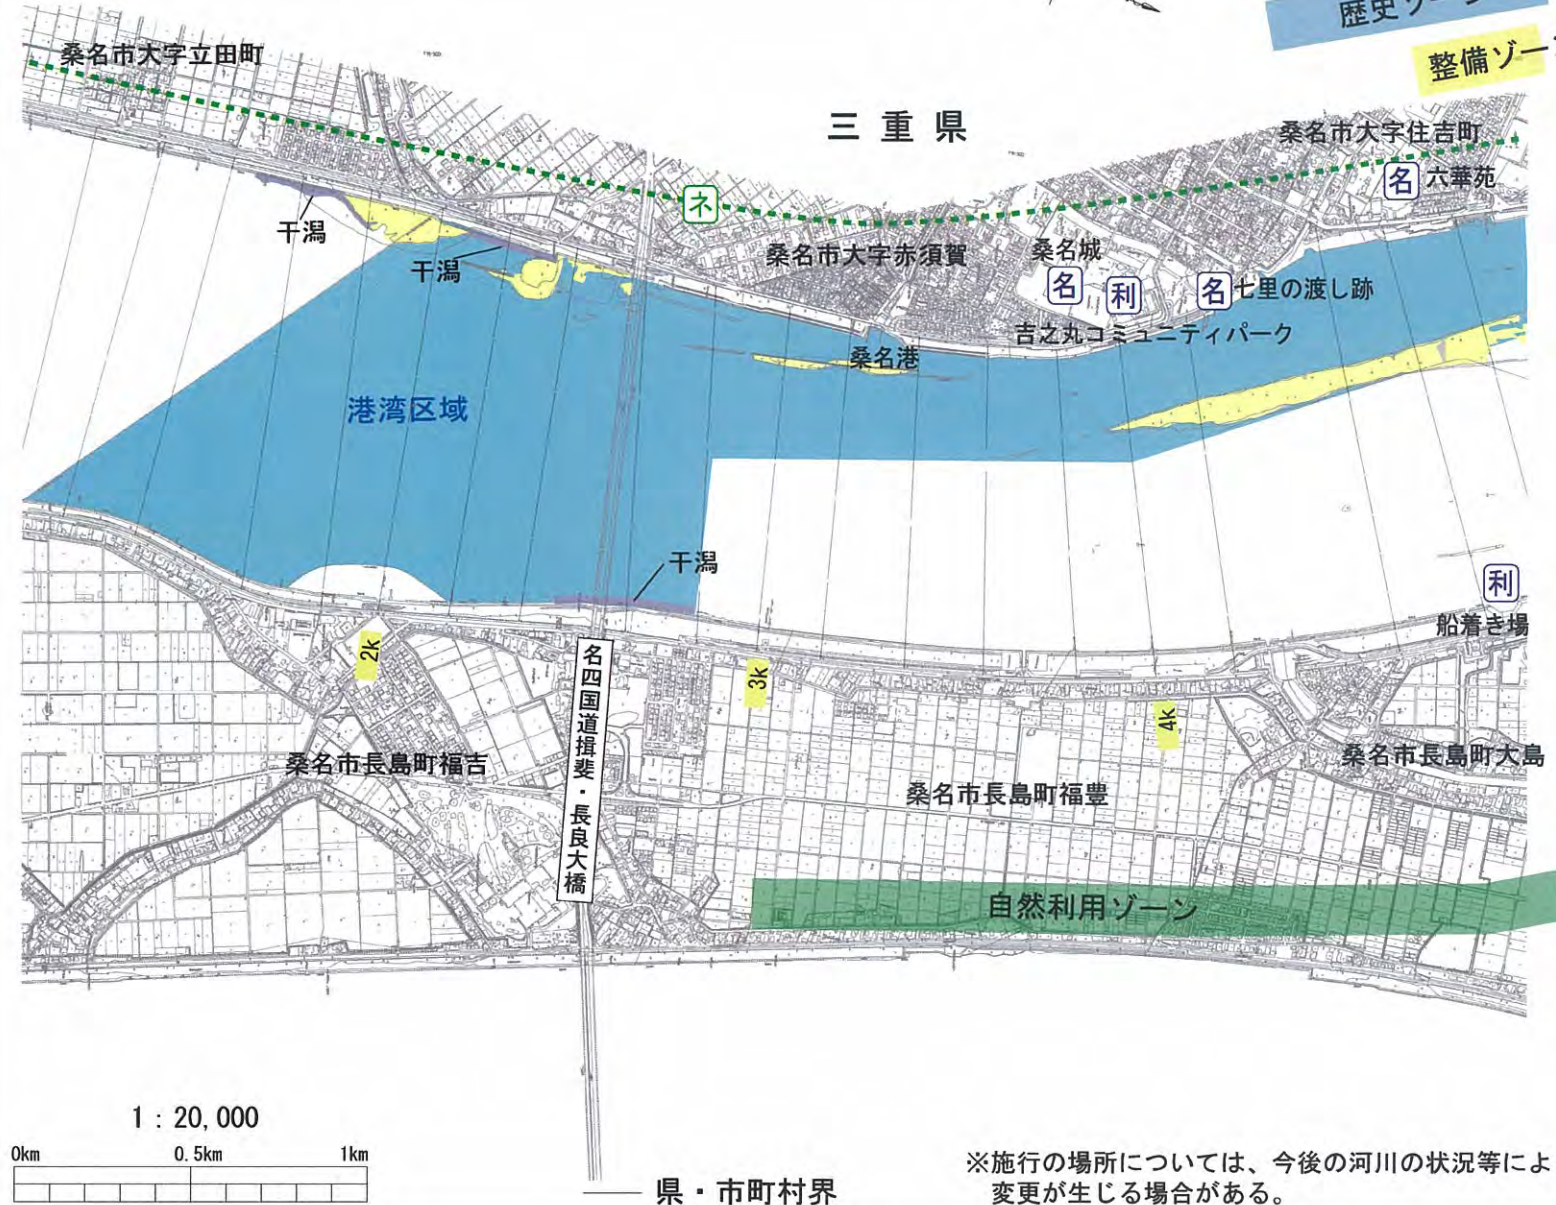 歴史ゾーン
整備ゾーン
桑名市大字立田町
三重県
桑名市大字住吉町
名 六華苑
ネ
干潟
干潟
桑名市大字赤須賀
桑名城
名
利
名 七里の渡し跡
吉之丸コミュニティパーク
桑名港
港湾区域
干潟
利
船着き場
2k
3k
4k
名四国道揖斐・長良大橋
桑名市長島町福吉
桑名市長島町福豊
桑名市長島町大島
自然利用ゾーン
1:20,000
0km 0.5km 1km
県・市町村界
※施行の場所については、今後の河川の状況等によ
変更が生じる場合がある。